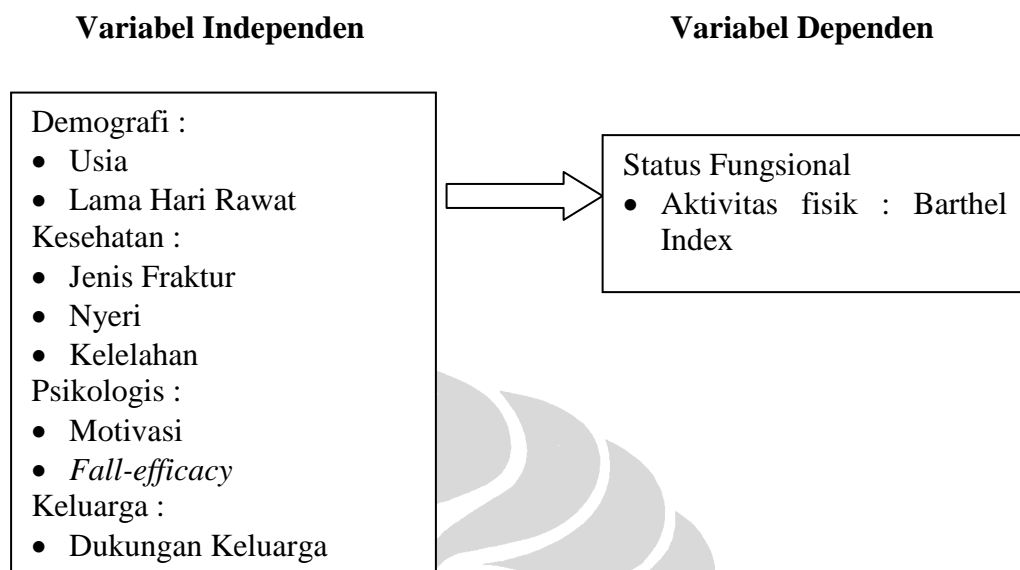 Variabel Independen
Variabel Dependen
Demografi :
• Usia
• Lama Hari Rawat
Kesehatan :
• Jenis Fraktur
• Nyeri
• Kelelahan
Psikologis :
• Motivasi
• Fall-efficacy
Keluarga :
• Dukungan Keluarga
Status Fungsional
• Aktivitas fisik : Barthel
Index